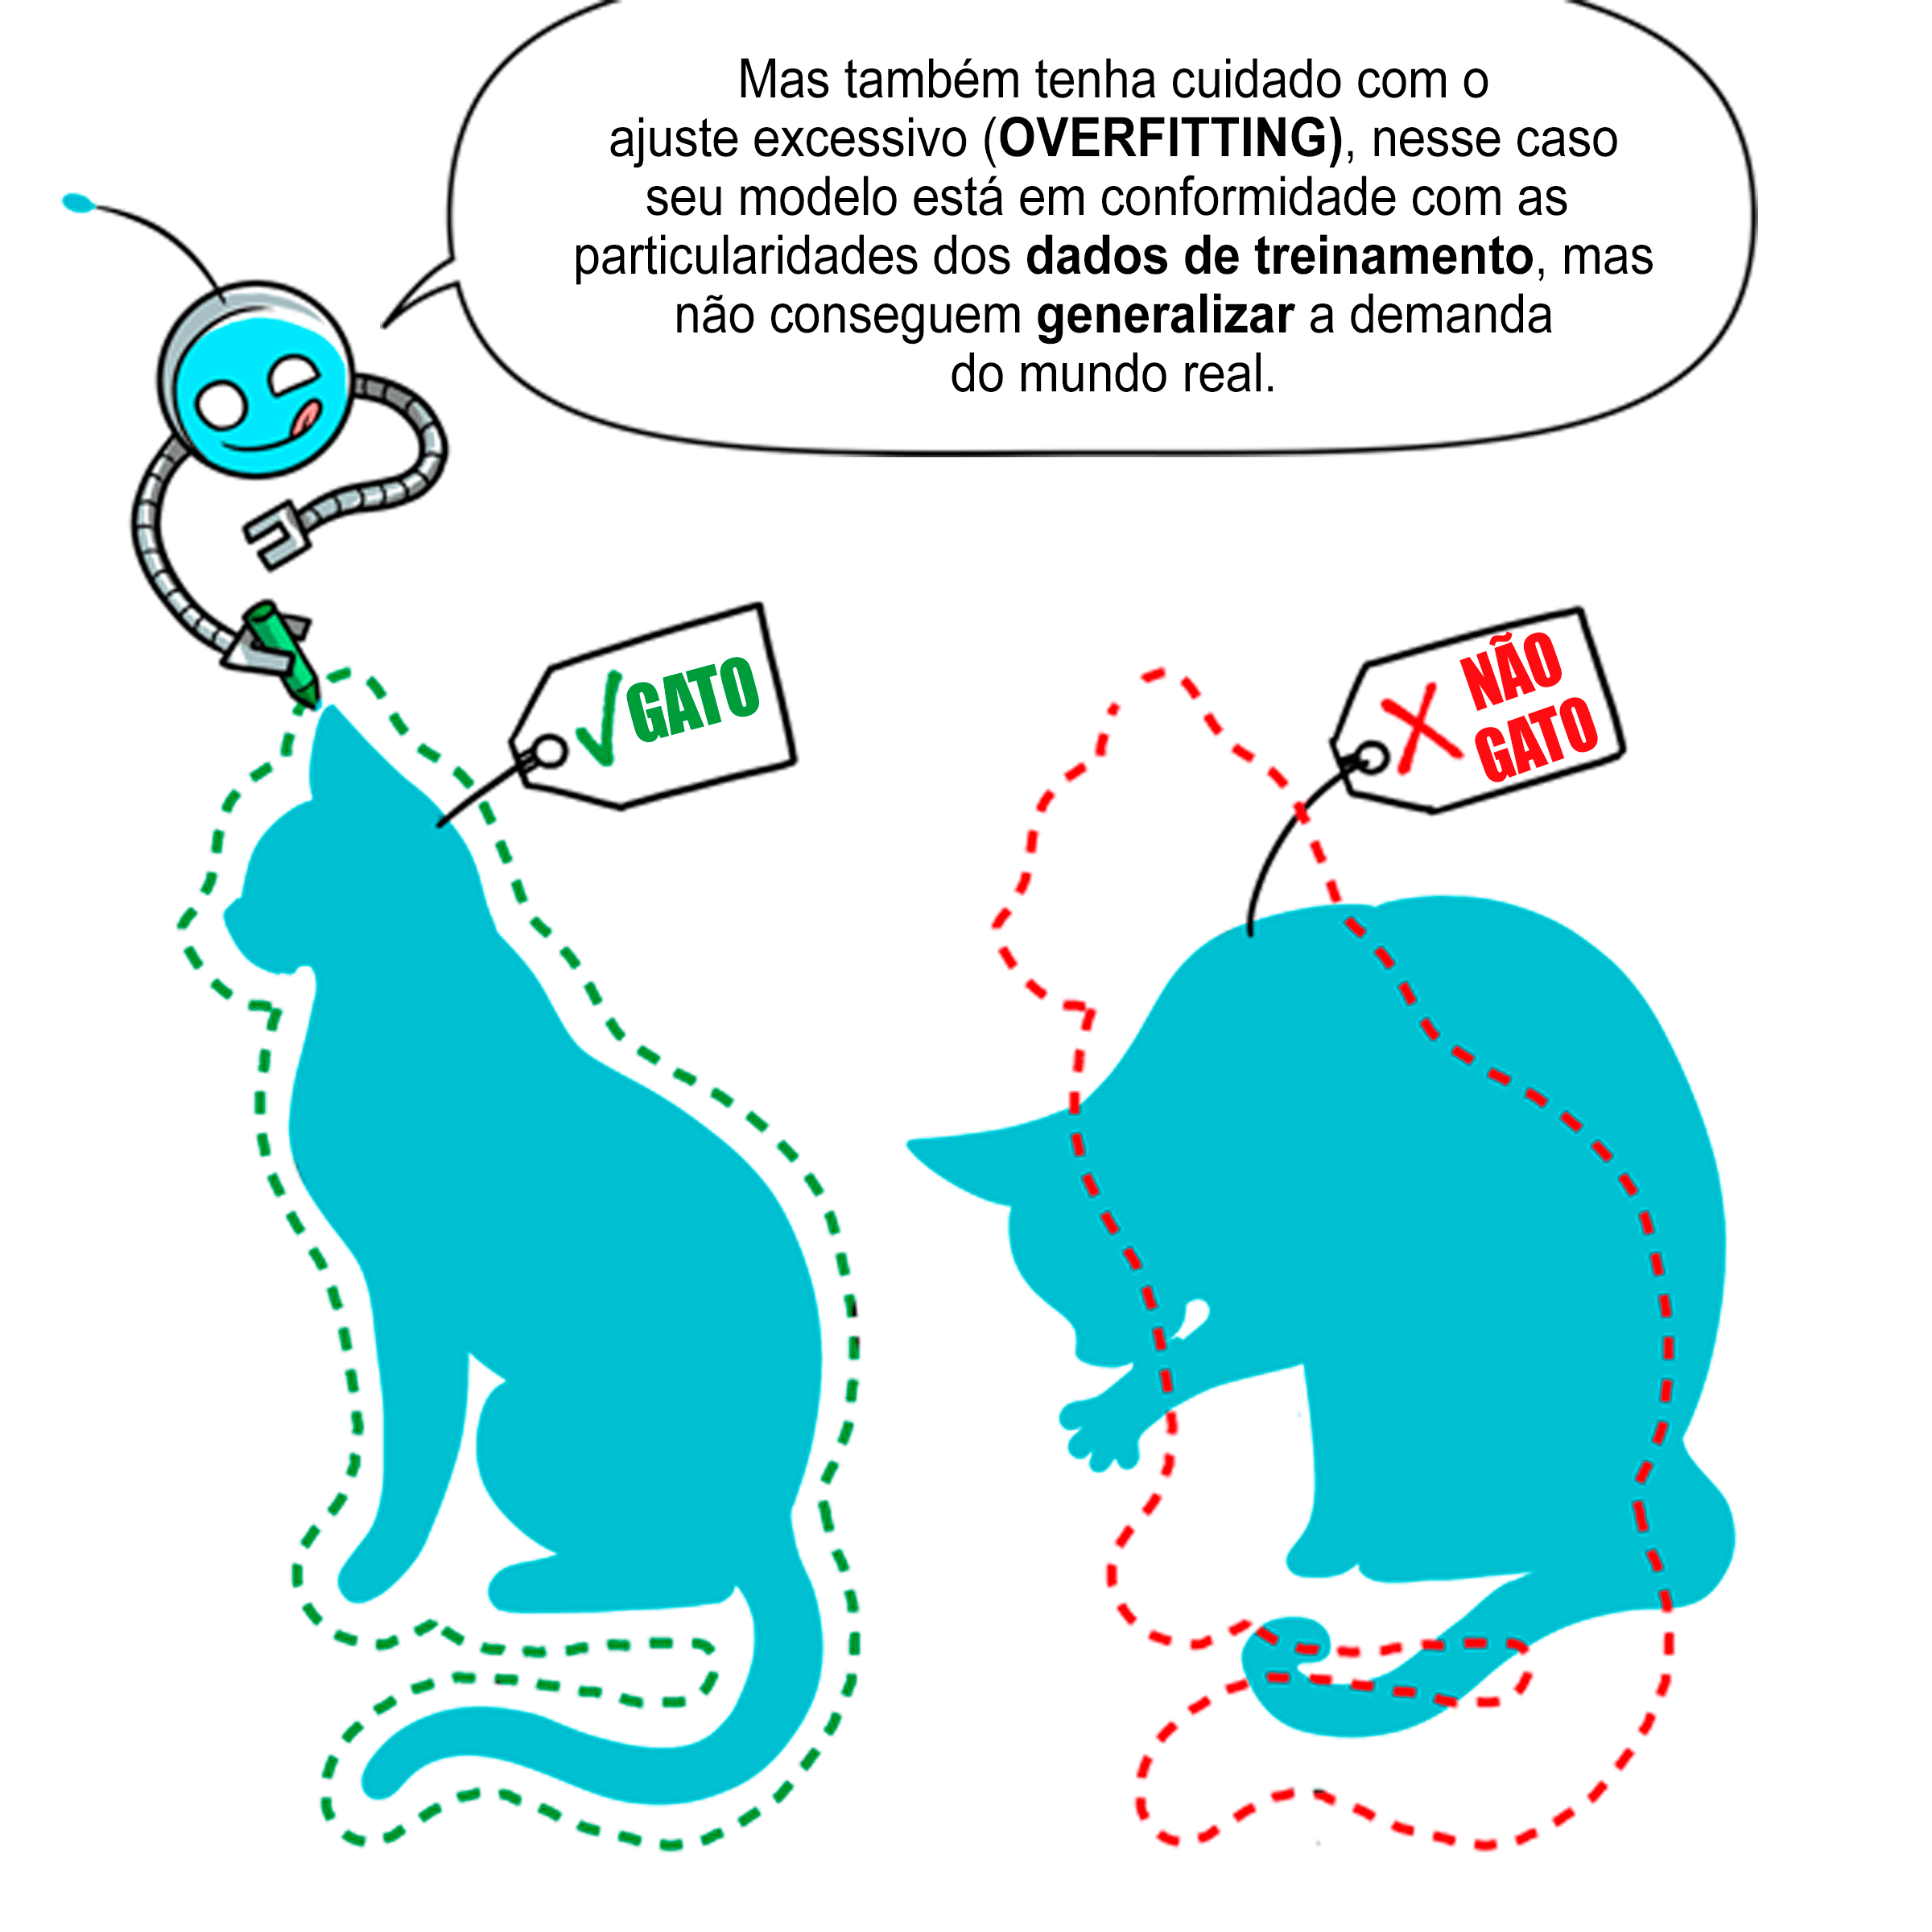 Mas também tenha cuidado com o
ajuste excessivo (OVERFITTING), nesse caso
seu modelo está em conformidade com as
particularidades dos dados de treinamento, mas
não conseguem generalizar a demanda
do mundo real.
GATO
NÃO
GATO